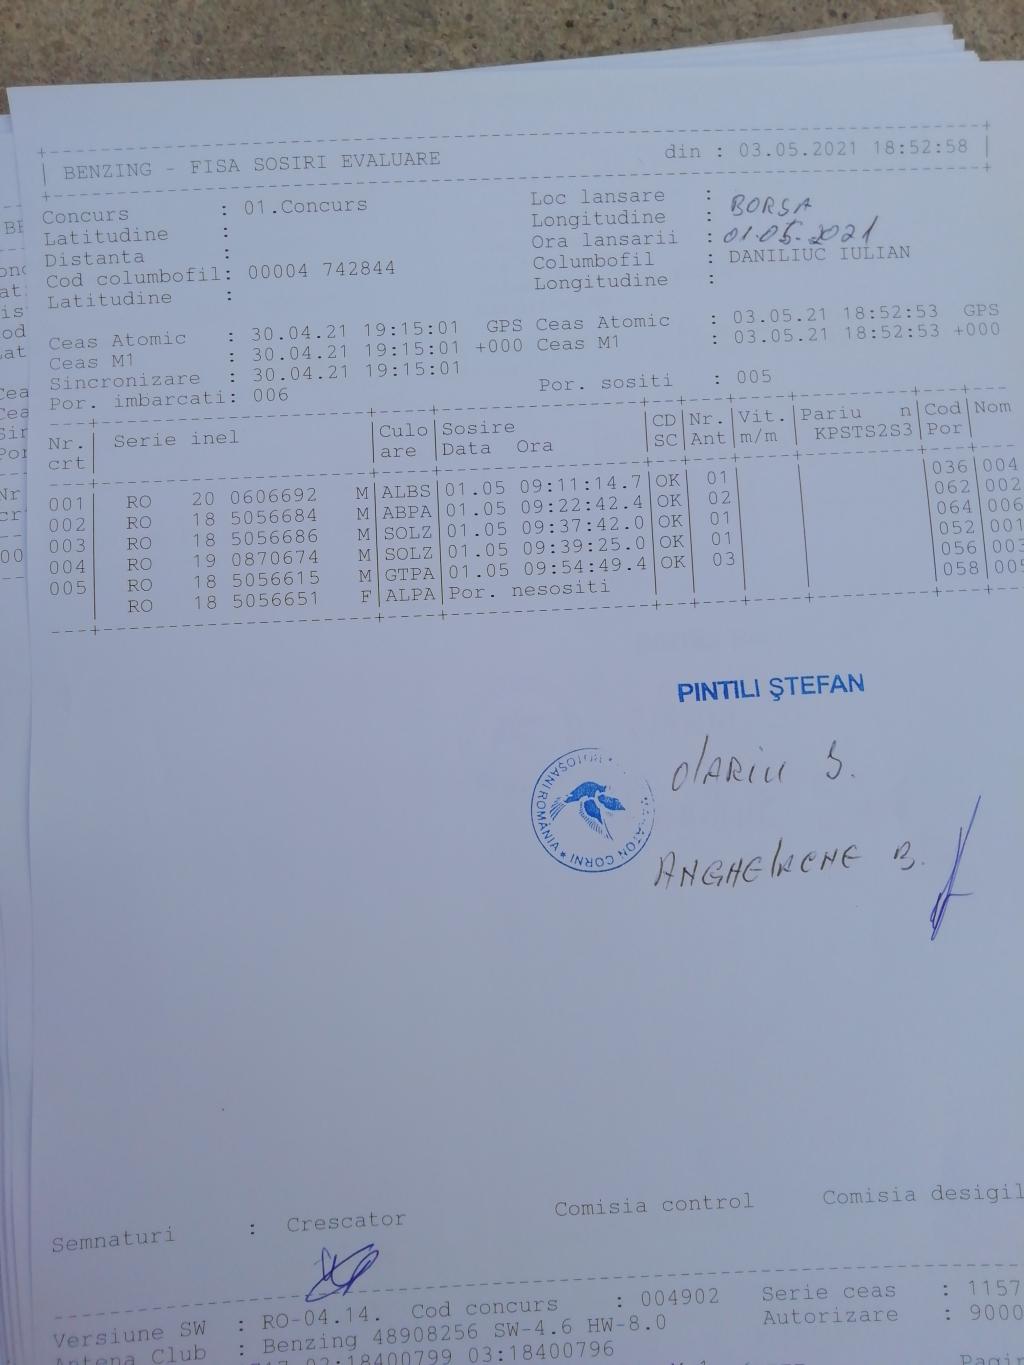 BENZING - FISA SOSIRI EVALUARE din : 03.05.2021 18:52:58
Concurs : 01.Concurs Loc lansare : BORSA
Latitudine : Longitudine :
Distanta : Ora lansarii : 01.05.2021
Cod columbofil: 00004 742844 Columbofil : DANILIUC IULIAN
Latitudine : Longitudine :
Ceas Atomic : 30.04.21 19:15:01 GPS Ceas Atomic : 03.05.21 18:52:53 GPS
Ceas M1 : 30.04.21 19:15:01 +000 Ceas M1 : 03.05.21 18:52:53 +000
Sincronizare : 30.04.21 19:15:01
Por. imbarcati: 006 Por. sositi : 005
Nr. Serie inel Culo Sosire CD Nr. Vit. Pariu n Cod Nom
crt are Data Ora SC Ant m/m KPSTS2S3 Por
001 RO 20 0606692 M ALBS 01.05 09:11:14.7 OK 01 036 004
002 RO 18 5056684 M ABPA 01.05 09:22:42.4 OK 02 062 002
003 RO 18 5056686 M SOLZ 01.05 09:37:42.0 OK 01 064 006
004 RO 19 0870674 M SOLZ 01.05 09:39:25.0 OK 01 052 001
005 RO 18 5056615 M GTPA 01.05 09:54:49.4 OK 03 056 003
RO 18 5056651 F ALPA Por. nesositi 058 005
PINTILI ŞTEFAN
OLARIU S.
BOTOŞANI ROMÂNIA * MARATON CORNI
B.
Semnaturi : Crescator Comisia control Comisia desigil
Versiune SW : RO-04.14. Cod concurs : 004902 Serie ceas : 1157
Antena Club : Benzing 48908256 SW-4.6 HW-8.0 Autorizare : 9000
02:18400799 03:18400796